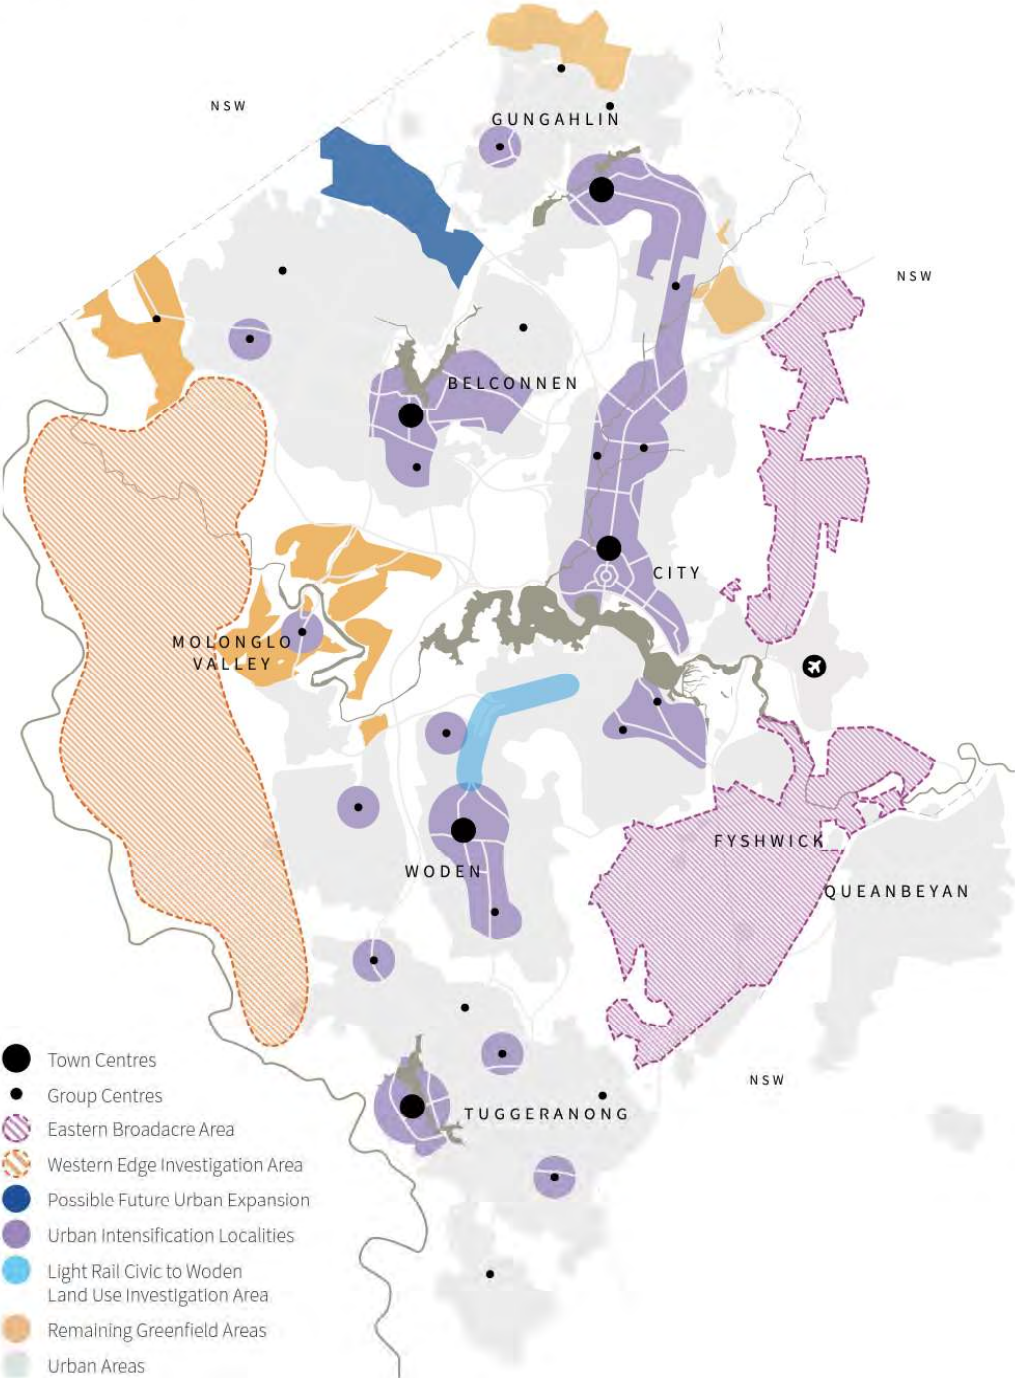 NSW
GUNGAHLIN
NSW
BELCONNEN
CITY
MOLONGLO
VALLEY
FYSHWICK
WODEN
QUEANBEYAN
NSW
TUGGERANONG
Town Centres
Group Centres
Eastern Broadacre Area
Western Edge Investigation Area
Possible Future Urban Expansion
Urban Intensification Localities
Light Rail Civic to Woden
Land Use Investigation Area
Remaining Greenfield Areas
Urban Areas